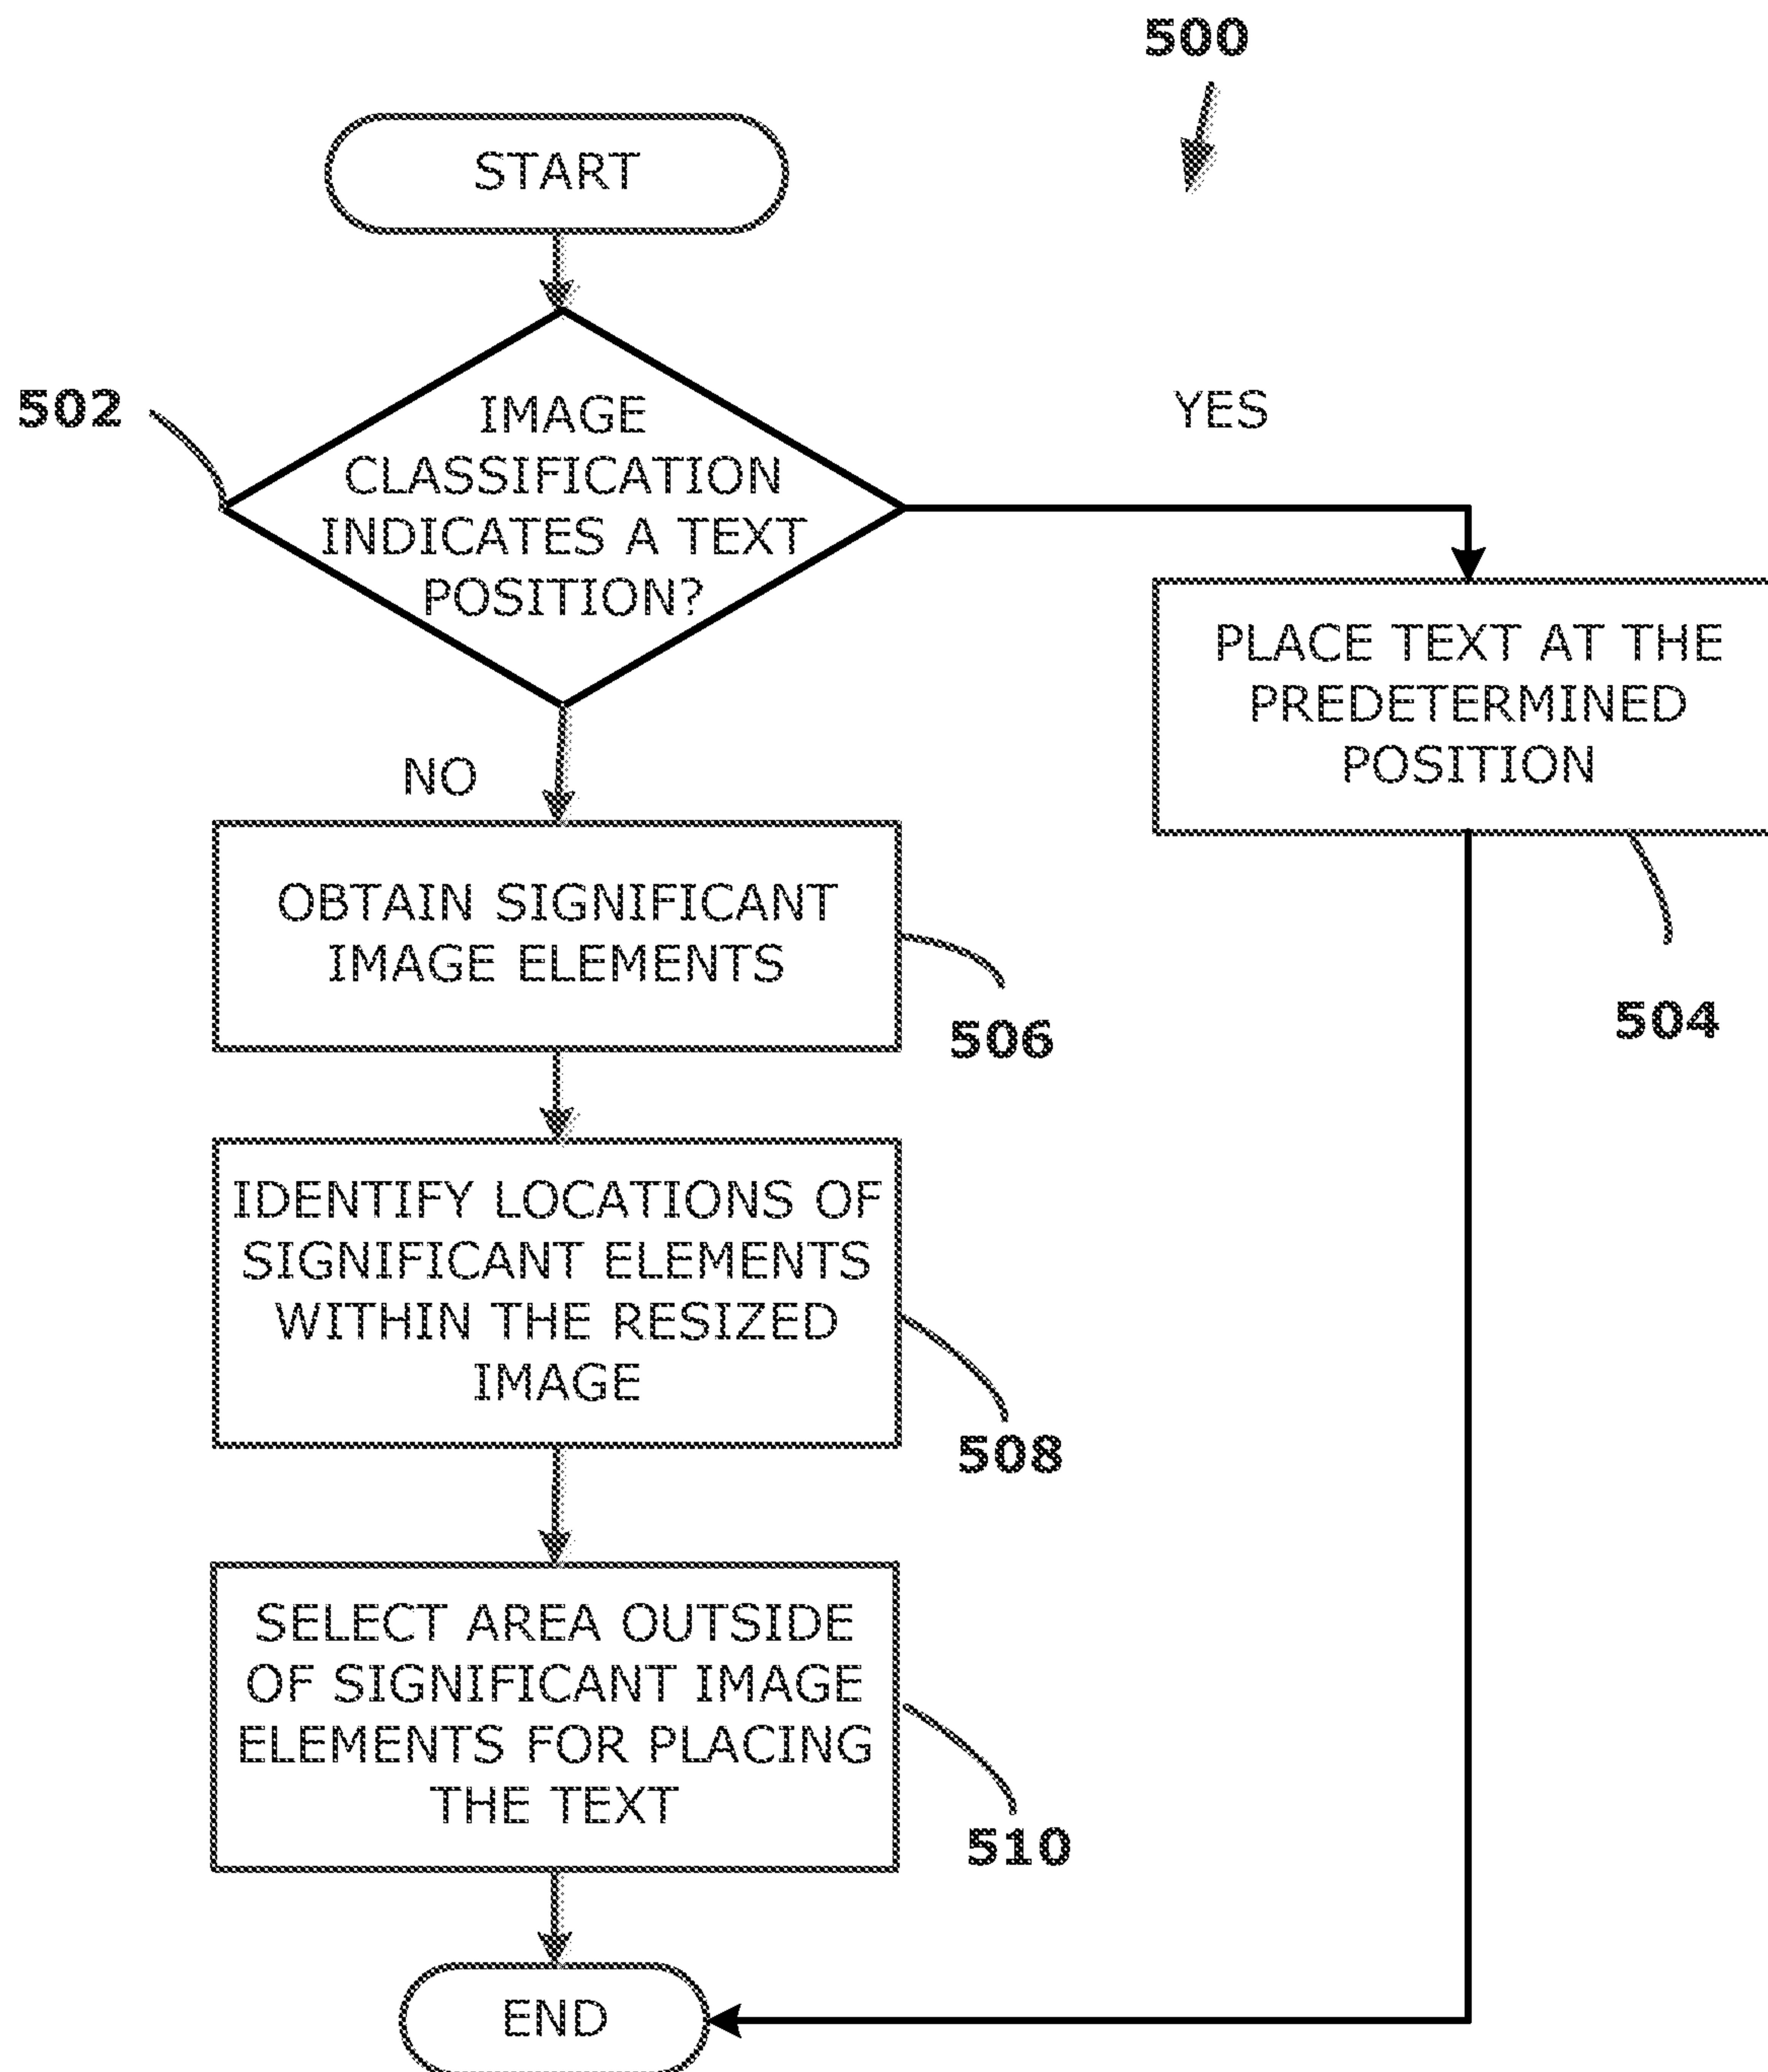 500
START
502
IMAGE
CLASSIFICATION
INDICATES A TEXT
POSITION?
YES
PLACE TEXT AT THE
PREDETERMINED
POSITION
504
NO
OBTAIN SIGNIFICANT
IMAGE ELEMENTS
506
IDENTIFY LOCATIONS OF
SIGNIFICANT ELEMENTS
WITHIN THE RESIZED
IMAGE
508
SELECT AREA OUTSIDE
OF SIGNIFICANT IMAGE
ELEMENTS FOR PLACING
THE TEXT
510
END